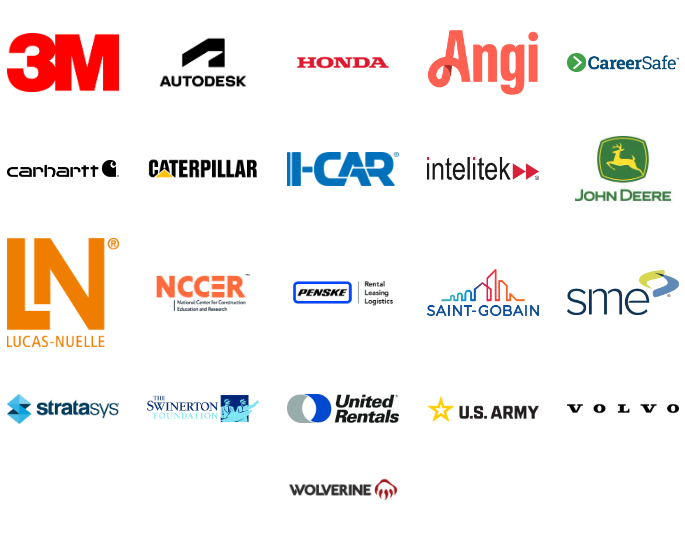 3M
AUTODESK
HONDA
Angi
CareerSafe
carhartt
CATERPILLAR
I-CAR®
intelitek
JOHN DEERE
LN®
LUCAS-NUELLE
NCCER™
National Center for Construction
Education and Research
PENSKE
Rental
Leasing
Logistics
SAINT-GOBAIN
sme®
stratasys
THE
SWINERTON
FOUNDATION
United
Rentals
U.S. ARMY
VOLVO
WOLVERINE